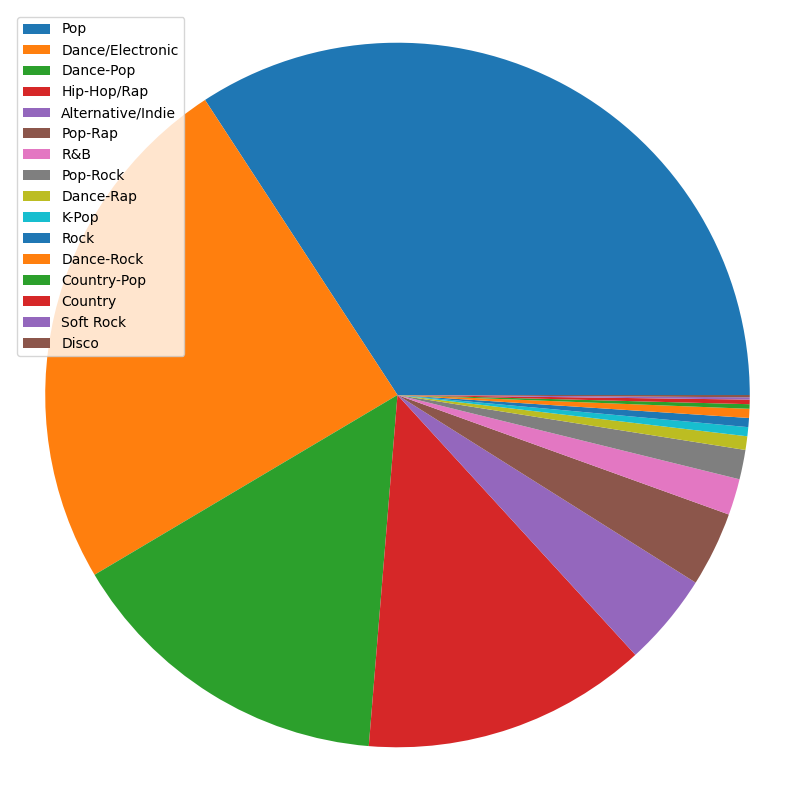 Pop
Dance/Electronic
Dance-Pop
Hip-Hop/Rap
Alternative/Indie
Pop-Rap
R&B
Pop-Rock
Dance-Rap
K-Pop
Rock
Dance-Rock
Country-Pop
Country
Soft Rock
Disco